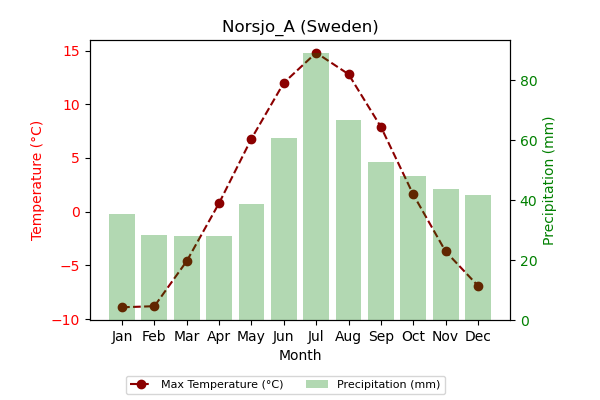 Norsjo_A (Sweden)
15
10
5
0
−5
−10
Temperature (°C)
80
60
40
20
0
Precipitation (mm)
Jan Feb Mar Apr May Jun Jul Aug Sep Oct Nov Dec
Month
Max Temperature (°C) Precipitation (mm)